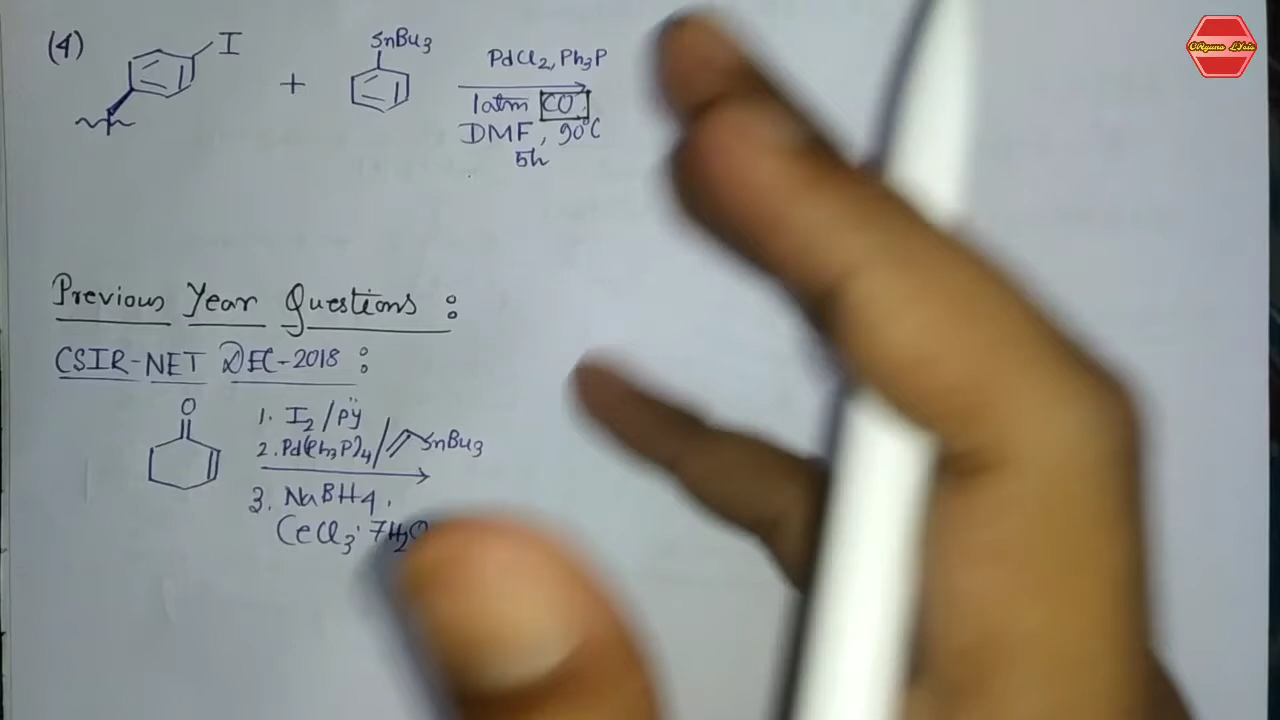 (4)
I
+
SnBu3
PdCl2, Ph3P
1atm CO
DMF, 90°C
5h
Previous Year Questions :
CSIR-NET DEC-2018 :
O
1. I2/py
2. Pd(Ph3P)4/ SnBu3
3. NaBH4,
CeCl3·7H2O